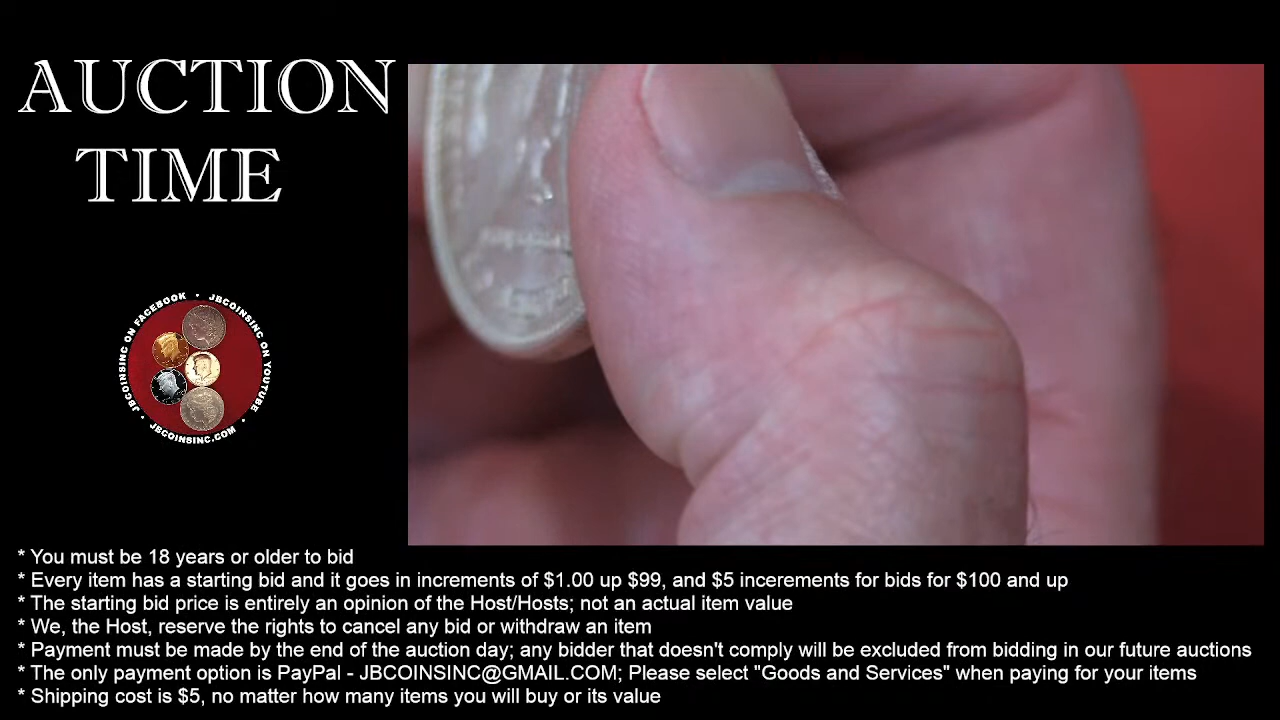 AUCTION
TIME
JBCOINSINC ON FACEBOOK • JBCOINSINC ON YOUTUBE • JBCOINSINC.COM •
* You must be 18 years or older to bid
* Every item has a starting bid and it goes in increments of $1.00 up $99, and $5 incerements for bids for $100 and up
* The starting bid price is entirely an opinion of the Host/Hosts; not an actual item value
* We, the Host, reserve the rights to cancel any bid or withdraw an item
* Payment must be made by the end of the auction day; any bidder that doesn't comply will be excluded from bidding in our future auctions
* The only payment option is PayPal - JBCOINSINC@GMAIL.COM; Please select "Goods and Services" when paying for your items
* Shipping cost is $5, no matter how many items you will buy or its value